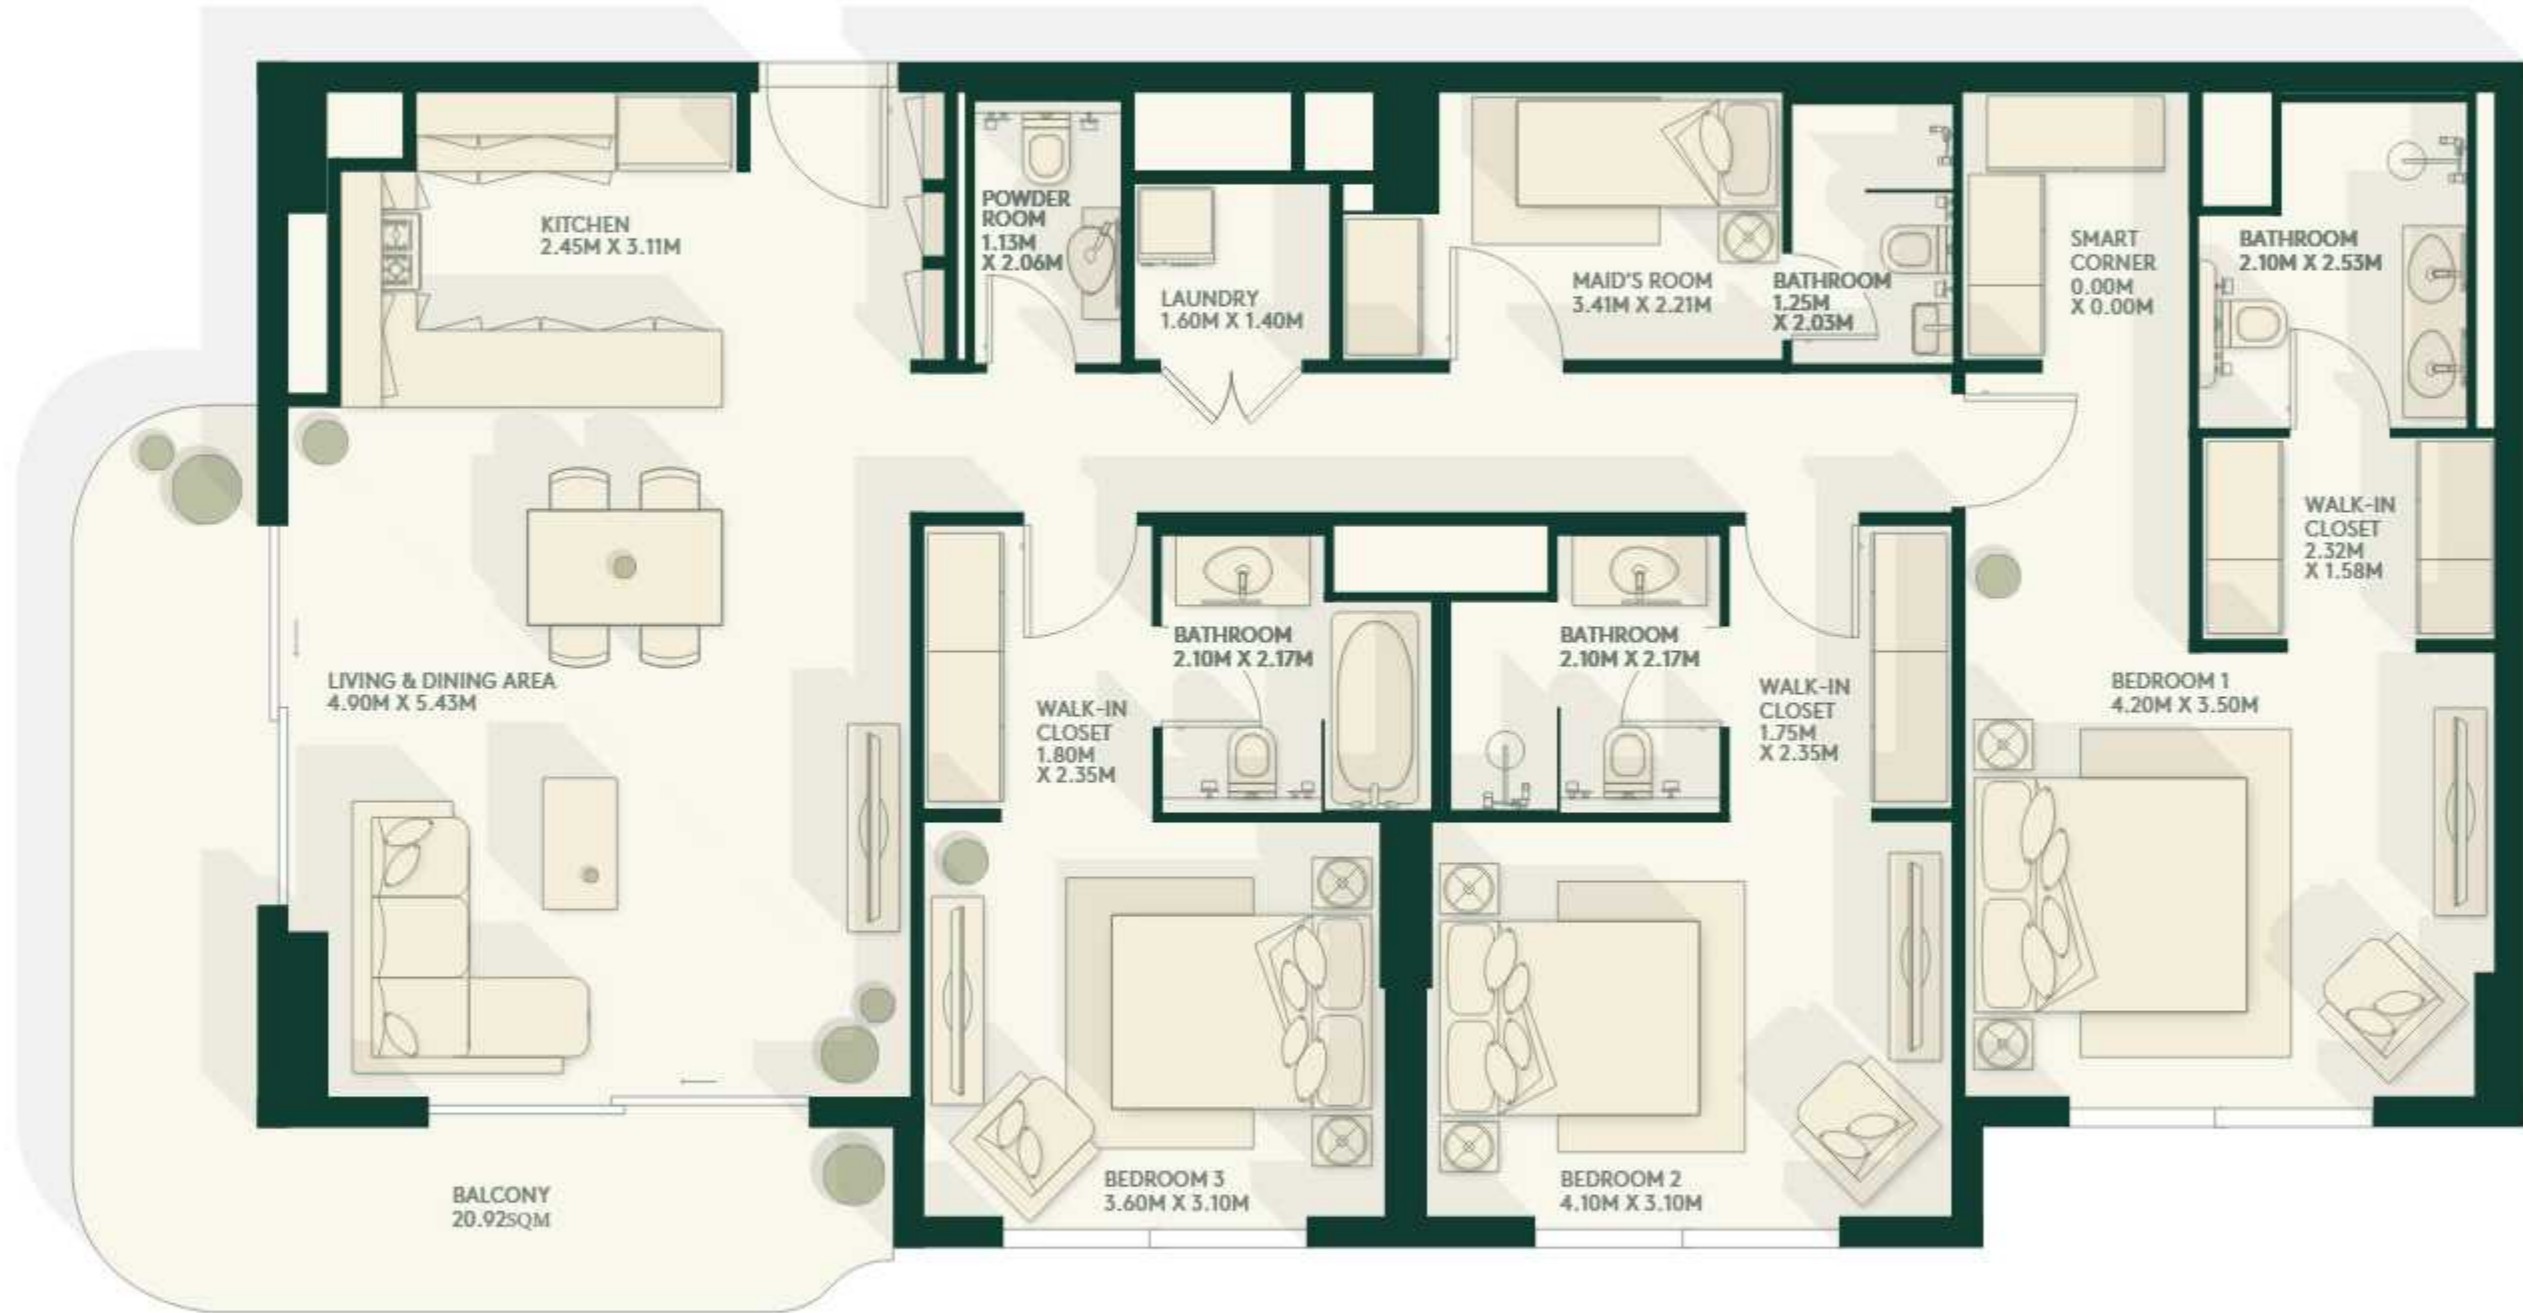 KITCHEN
2.45M X 3.11M
POWDER
ROOM
1.13M
X 2.06M
LAUNDRY
1.60M X 1.40M
MAID'S ROOM
3.41M X 2.21M
BATHROOM
1.25M
X 2.03M
SMART
CORNER
0.00M
X 0.00M
BATHROOM
2.10M X 2.53M
WALK-IN
CLOSET
2.32M
X 1.58M
LIVING & DINING AREA
4.90M X 5.43M
WALK-IN
CLOSET
1.80M
X 2.35M
BATHROOM
2.10M X 2.17M
BATHROOM
2.10M X 2.17M
WALK-IN
CLOSET
1.75M
X 2.35M
BEDROOM 1
4.20M X 3.50M
BALCONY
20.92SQM
BEDROOM 3
3.60M X 3.10M
BEDROOM 2
4.10M X 3.10M